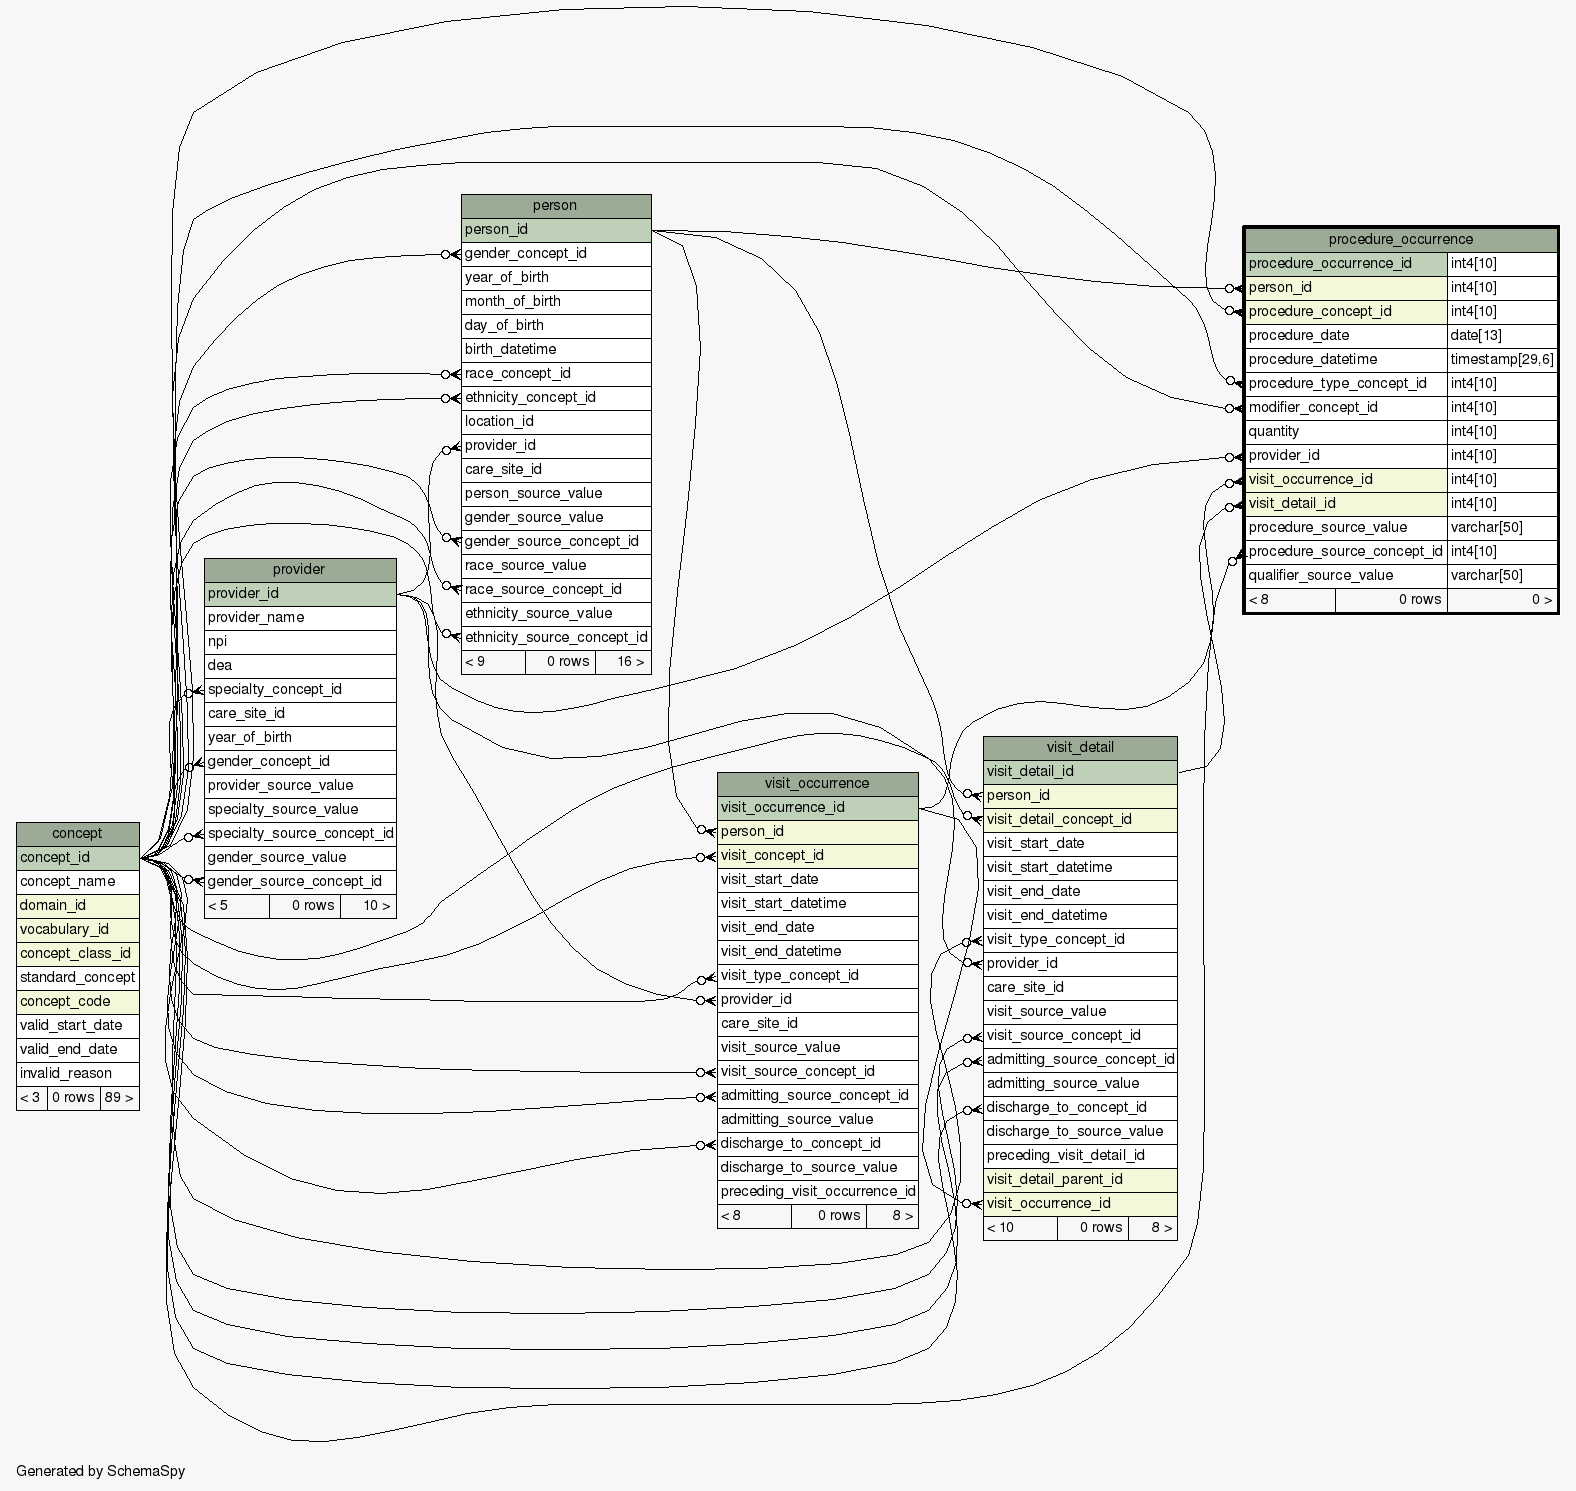 person
person_id
gender_concept_id
year_of_birth
month_of_birth
day_of_birth
birth_datetime
race_concept_id
ethnicity_concept_id
location_id
provider_id
care_site_id
person_source_value
gender_source_value
gender_source_concept_id
race_source_value
race_source_concept_id
ethnicity_source_value
ethnicity_source_concept_id
< 9 0 rows 16 >
procedure_occurrence
procedure_occurrence_id int4[10]
person_id int4[10]
procedure_concept_id int4[10]
procedure_date date[13]
procedure_datetime timestamp[29,6]
procedure_type_concept_id int4[10]
modifier_concept_id int4[10]
quantity int4[10]
provider_id int4[10]
visit_occurrence_id int4[10]
visit_detail_id int4[10]
procedure_source_value varchar[50]
procedure_source_concept_id int4[10]
qualifier_source_value varchar[50]
< 8 0 rows 0 >
provider
provider_id
provider_name
npi
dea
specialty_concept_id
care_site_id
year_of_birth
gender_concept_id
provider_source_value
specialty_source_value
specialty_source_concept_id
gender_source_value
gender_source_concept_id
< 5 0 rows 10 >
visit_detail
visit_detail_id
person_id
visit_detail_concept_id
visit_start_date
visit_start_datetime
visit_end_date
visit_end_datetime
visit_type_concept_id
provider_id
care_site_id
visit_source_value
visit_source_concept_id
admitting_source_concept_id
admitting_source_value
discharge_to_concept_id
discharge_to_source_value
preceding_visit_detail_id
visit_detail_parent_id
visit_occurrence_id
< 10 0 rows 8 >
visit_occurrence
visit_occurrence_id
person_id
visit_concept_id
visit_start_date
visit_start_datetime
visit_end_date
visit_end_datetime
visit_type_concept_id
provider_id
care_site_id
visit_source_value
visit_source_concept_id
admitting_source_concept_id
admitting_source_value
discharge_to_concept_id
discharge_to_source_value
preceding_visit_occurrence_id
< 8 0 rows 8 >
concept
concept_id
concept_name
domain_id
vocabulary_id
concept_class_id
standard_concept
concept_code
valid_start_date
valid_end_date
invalid_reason
< 3 0 rows 89 >
Generated by SchemaSpy